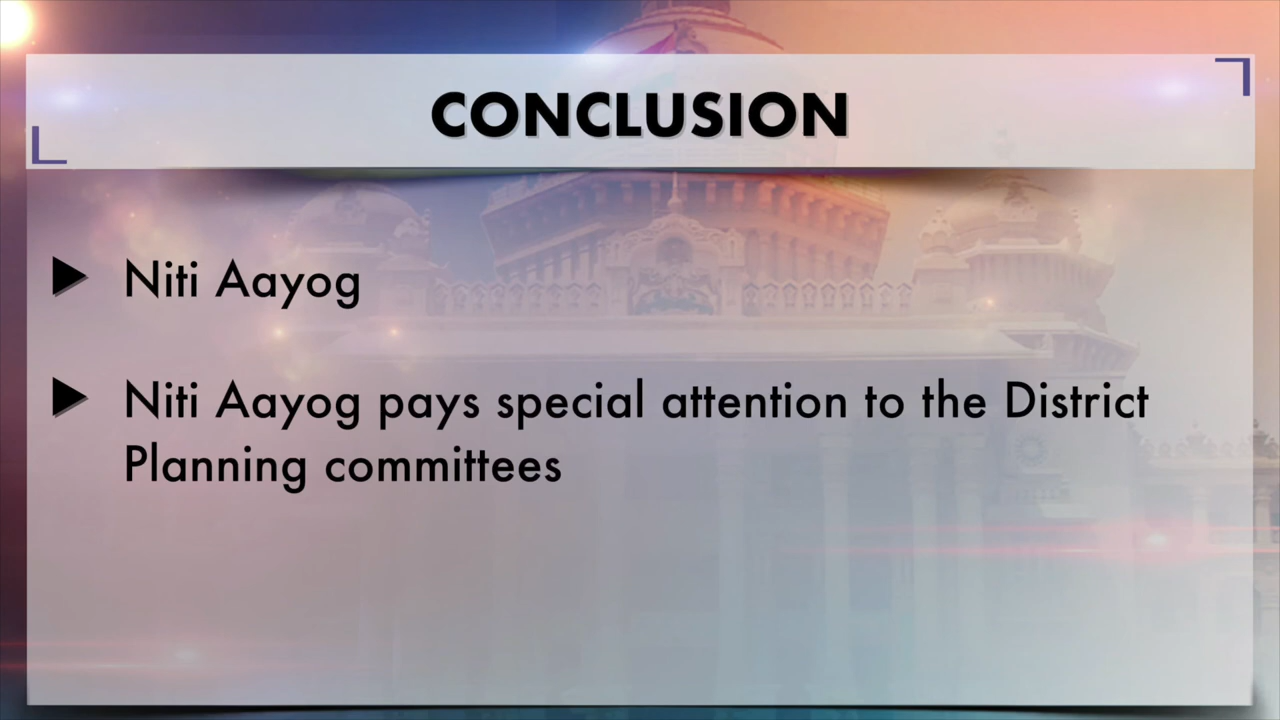 CONCLUSION
Niti Aayog
Niti Aayog pays special attention to the District
Planning committees